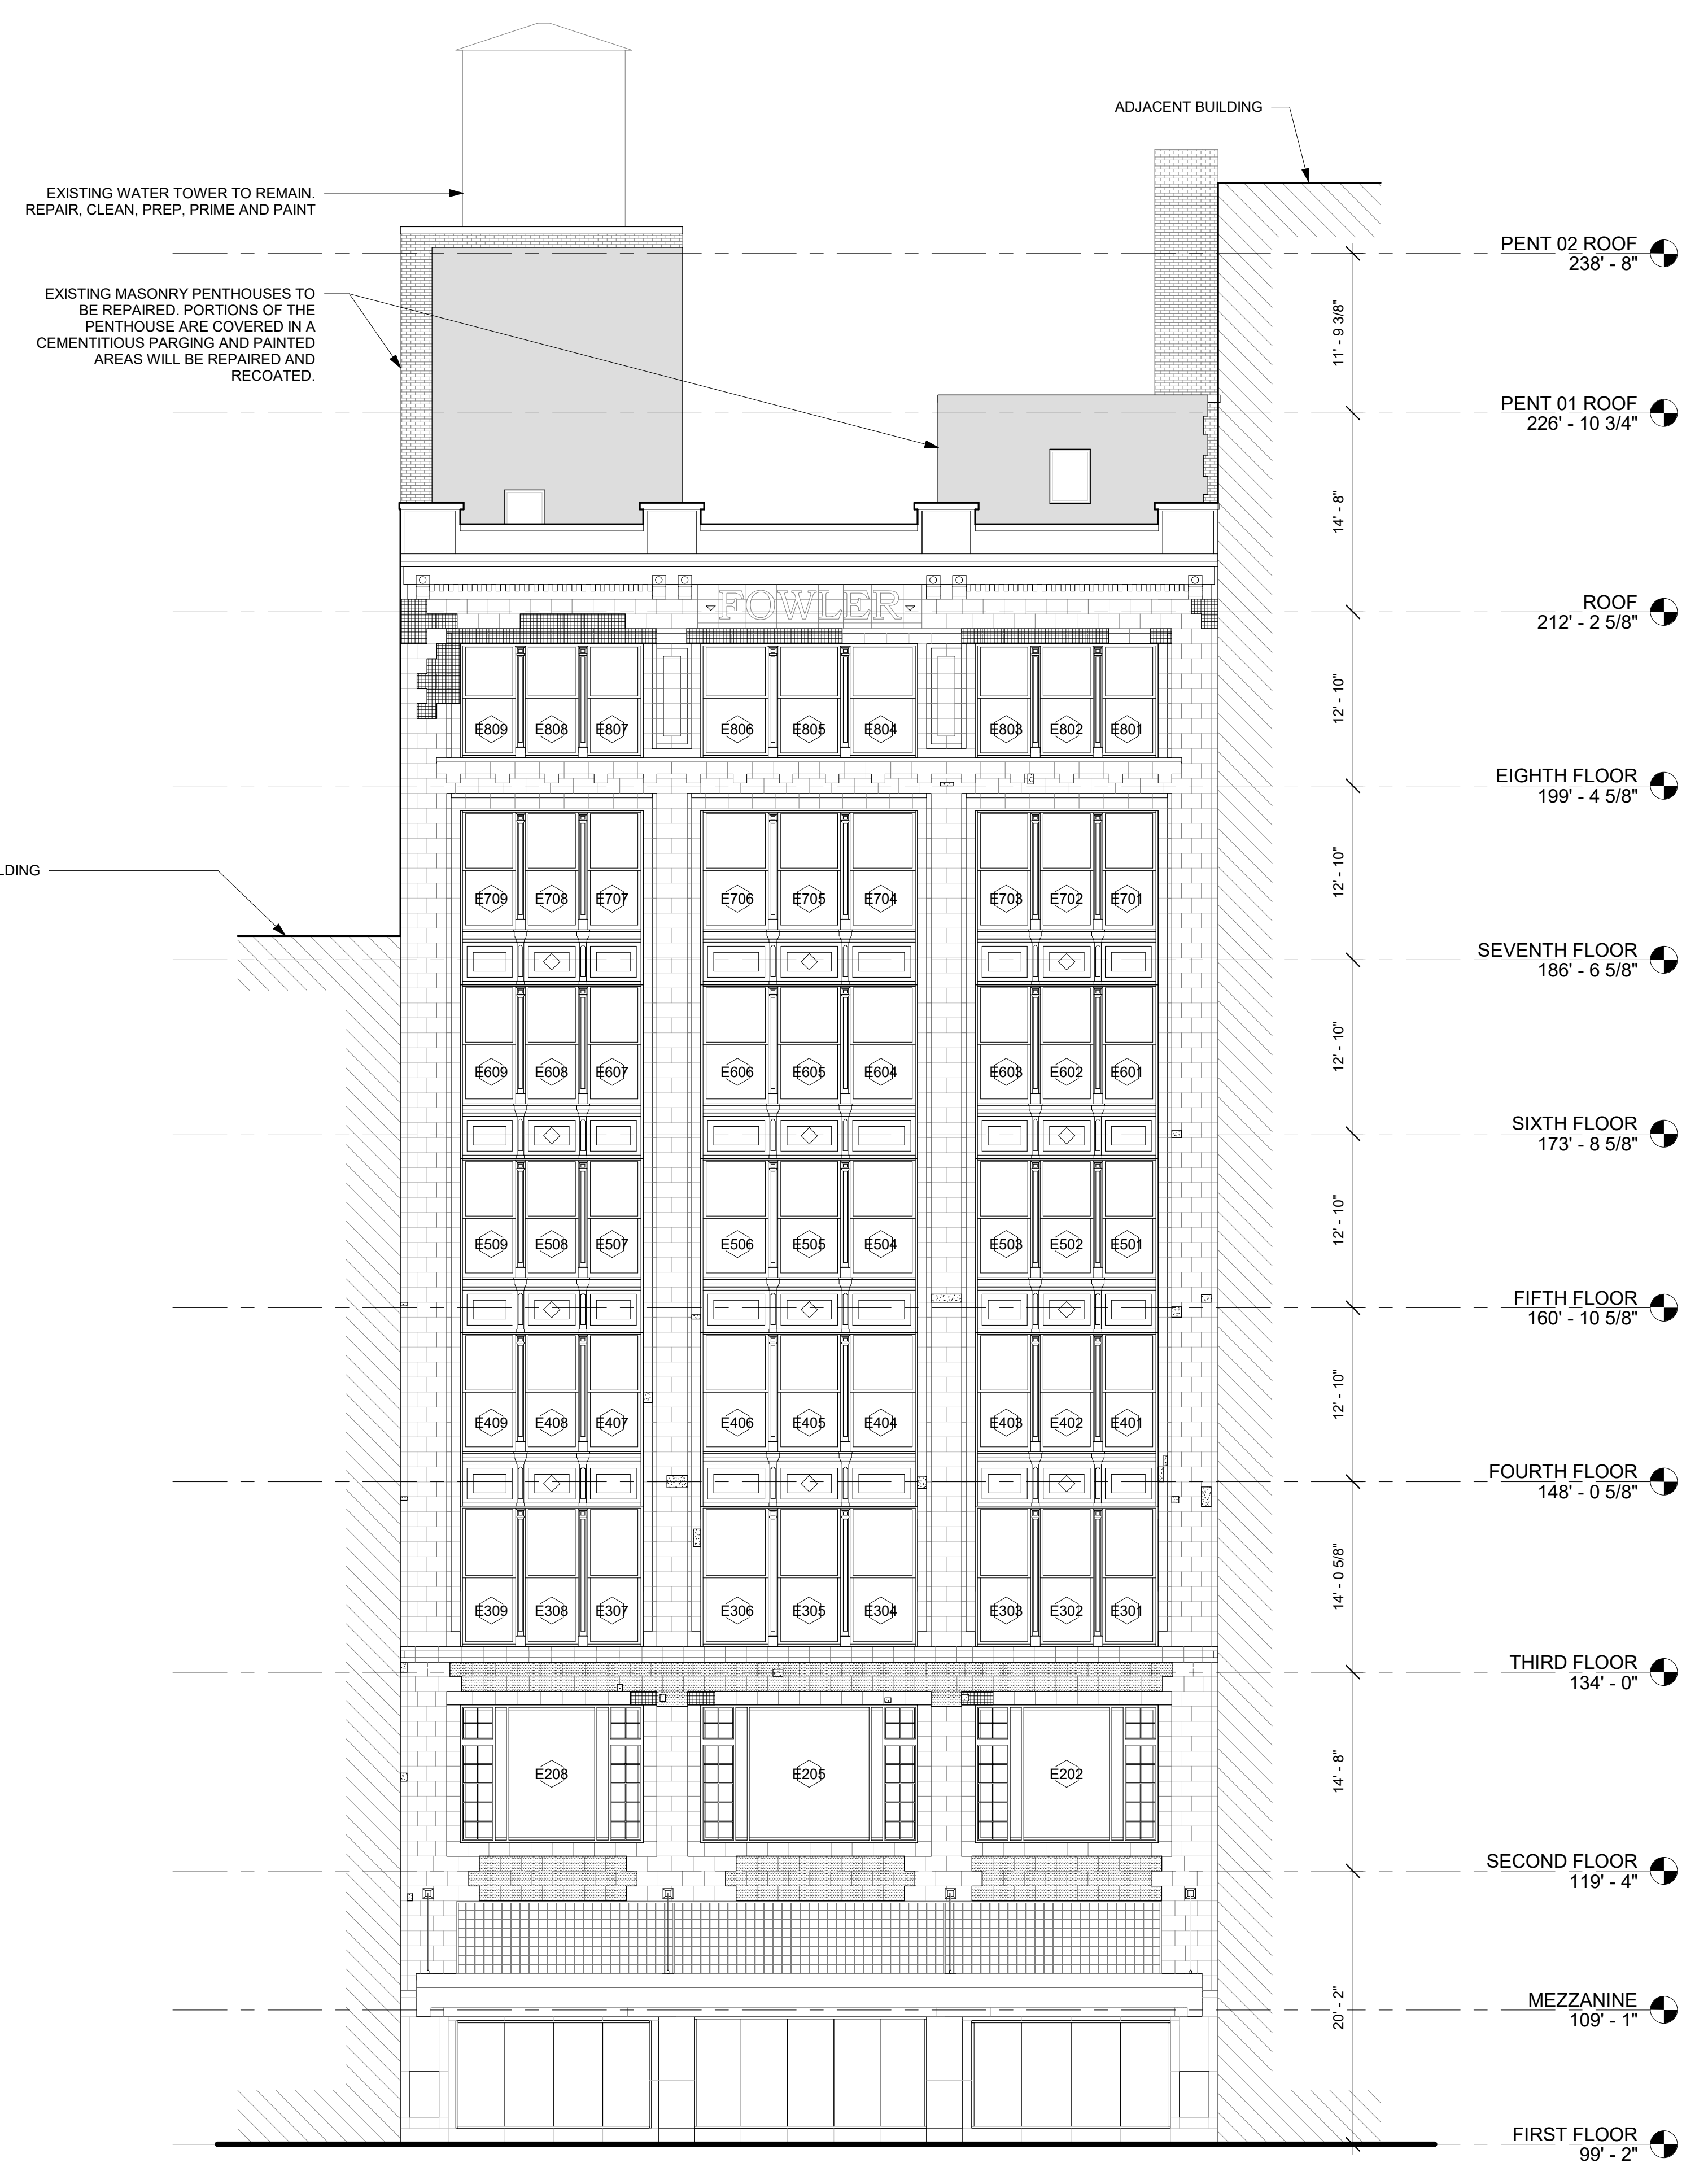 ADJACENT BUILDING
EXISTING WATER TOWER TO REMAIN.
REPAIR, CLEAN, PREP, PRIME AND PAINT
PENT 02 ROOF
238' - 8"
EXISTING MASONRY PENTHOUSES TO
BE REPAIRED. PORTIONS OF THE
PENTHOUSE ARE COVERED IN A
CEMENTITIOUS PARGING AND PAINTED
AREAS WILL BE REPAIRED AND
RECOATED.
11' - 9 3/8"
PENT 01 ROOF
226' - 10 3/4"
14' - 8"
FOWLER
ROOF
212' - 2 5/8"
12' - 10"
E809 E808 E807 E806 E805 E804 E803 E802 E801
EIGHTH FLOOR
199' - 4 5/8"
LDING
12' - 10"
E709 E708 E707 E706 E705 E704 E703 E702 E701
SEVENTH FLOOR
186' - 6 5/8"
12' - 10"
E609 E608 E607 E606 E605 E604 E603 E602 E601
SIXTH FLOOR
173' - 8 5/8"
12' - 10"
E509 E508 E507 E506 E505 E504 E503 E502 E501
FIFTH FLOOR
160' - 10 5/8"
12' - 10"
E409 E408 E407 E406 E405 E404 E403 E402 E401
FOURTH FLOOR
148' - 0 5/8"
14' - 0 5/8"
E309 E308 E307 E306 E305 E304 E303 E302 E301
THIRD FLOOR
134' - 0"
14' - 8"
E208 E205 E202
SECOND FLOOR
119' - 4"
20' - 2"
MEZZANINE
109' - 1"
FIRST FLOOR
99' - 2"